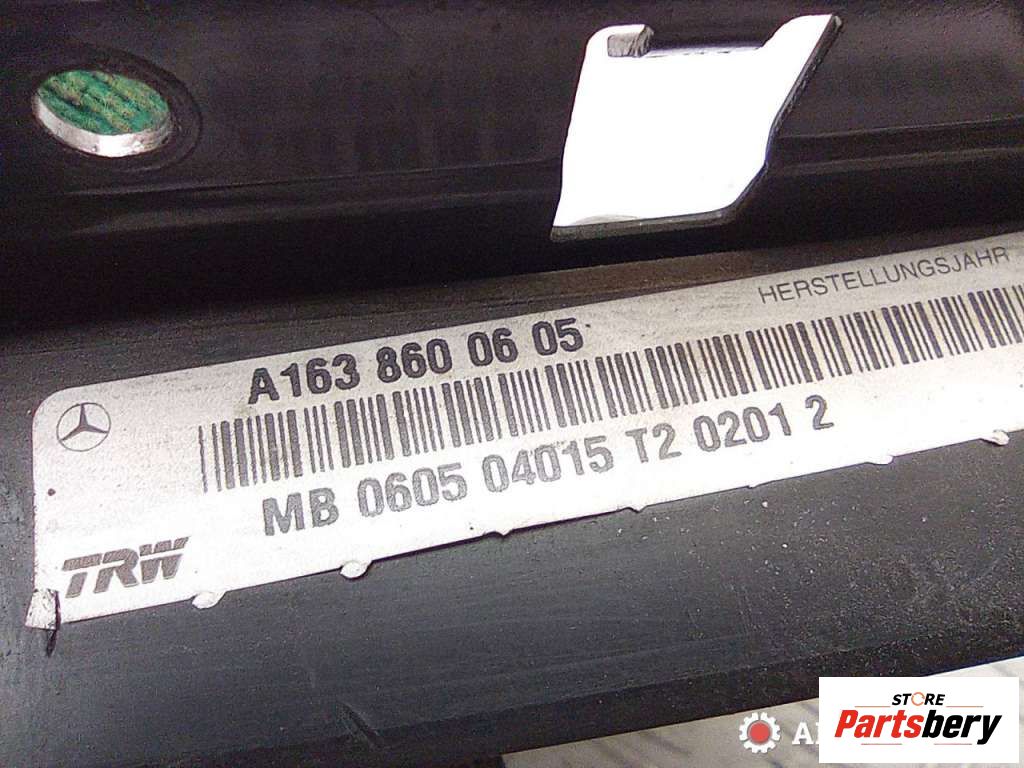 HERSTELLUNGSJAHR
A163 860 06 05
MB 0605 04015 T2 0201 2
TRW
STORE
Partsbery